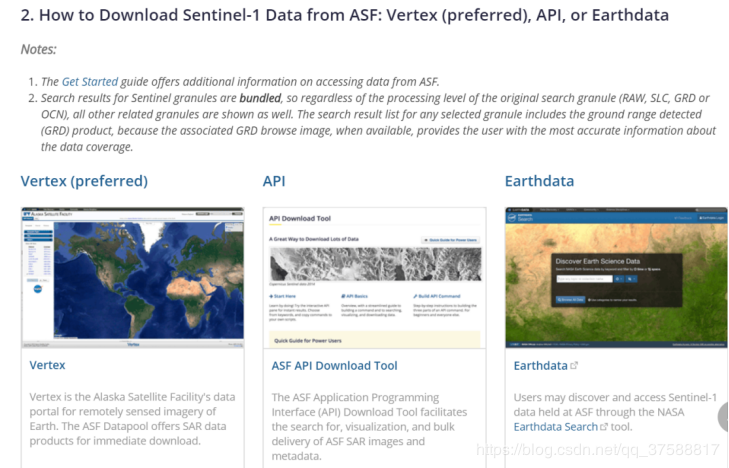 2. How to Download Sentinel-1 Data from ASF: Vertex (preferred), API, or Earthdata
Notes:
1. The Get Started guide offers additional information on accessing data from ASF.
2. Search results for Sentinel granules are bundled, so regardless of the processing level of the original search granule (RAW, SLC, GRD or
OCN), all other related granules are shown as well. The search result list for any selected granule includes the ground range detected
(GRD) product, because the associated GRD browse image, when available, provides the user with the most accurate information about
the data coverage.
Vertex (preferred)
API
Earthdata
ALASKA SATELLITE FACILITY
API Download Tool
A Great Way to Download Lots of Data
Quick Guide for Power Users
Start Here
API Basics
Build API Command
Quick Guide for Power Users
Search
Discover Earth Science Data
Vertex
Vertex is the Alaska Satellite Facility's data
portal for remotely sensed imagery of
Earth. The ASF Datapool offers SAR data
products for immediate download.
ASF API Download Tool
The ASF Application Programming
Interface (API) Download Tool facilitates
the search for, visualization, and bulk
delivery of ASF SAR images and
metadata.
Earthdata
Users may discover and access Sentinel-1
data held at ASF through the NASA
Earthdata Search tool.
https://blog.csdn.net/qq_37588817